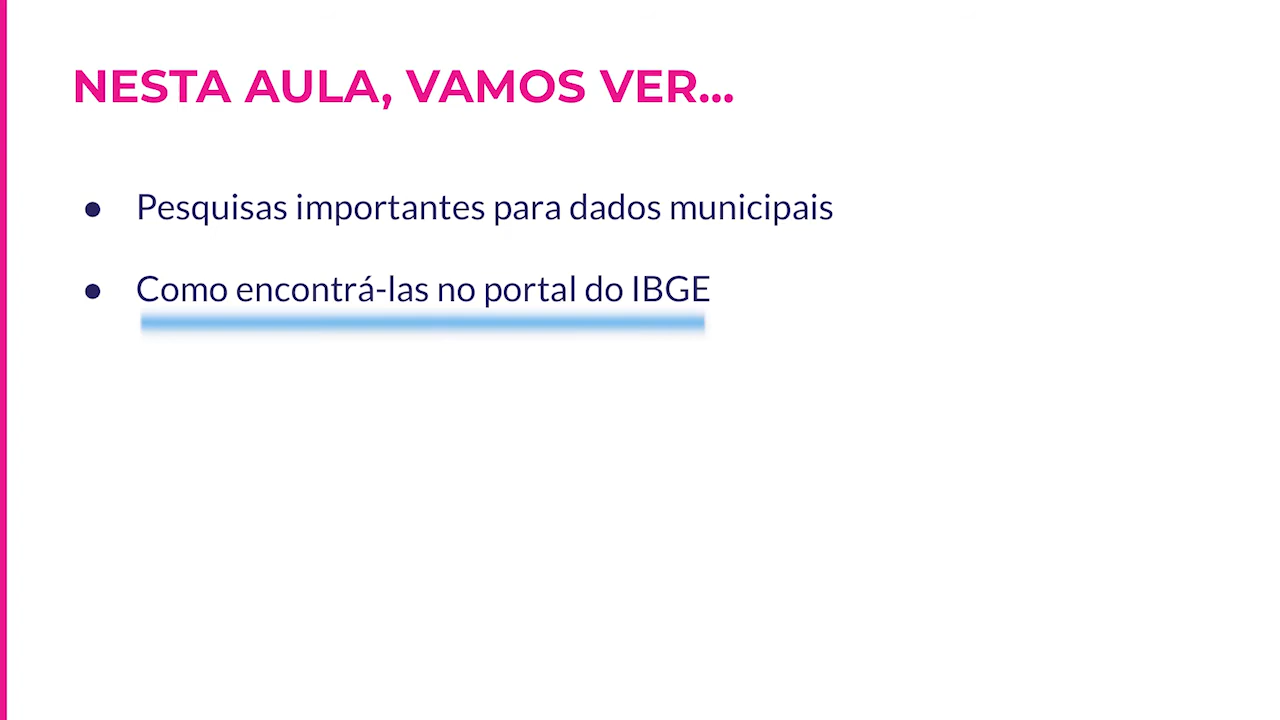 NESTA AULA, VAMOS VER...
● Pesquisas importantes para dados municipais
● Como encontrá-las no portal do IBGE